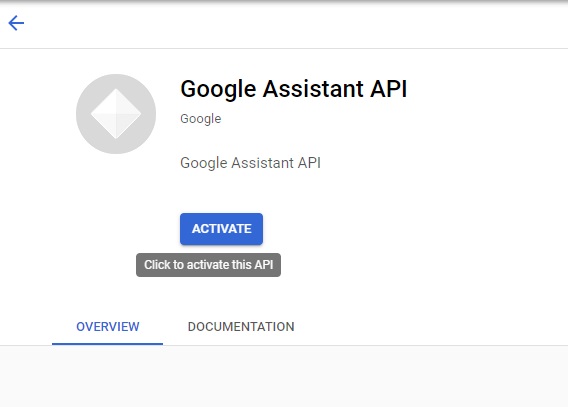 Google Assistant API
Google
Google Assistant API
ACTIVATE
Click to activate this API
OVERVIEW DOCUMENTATION